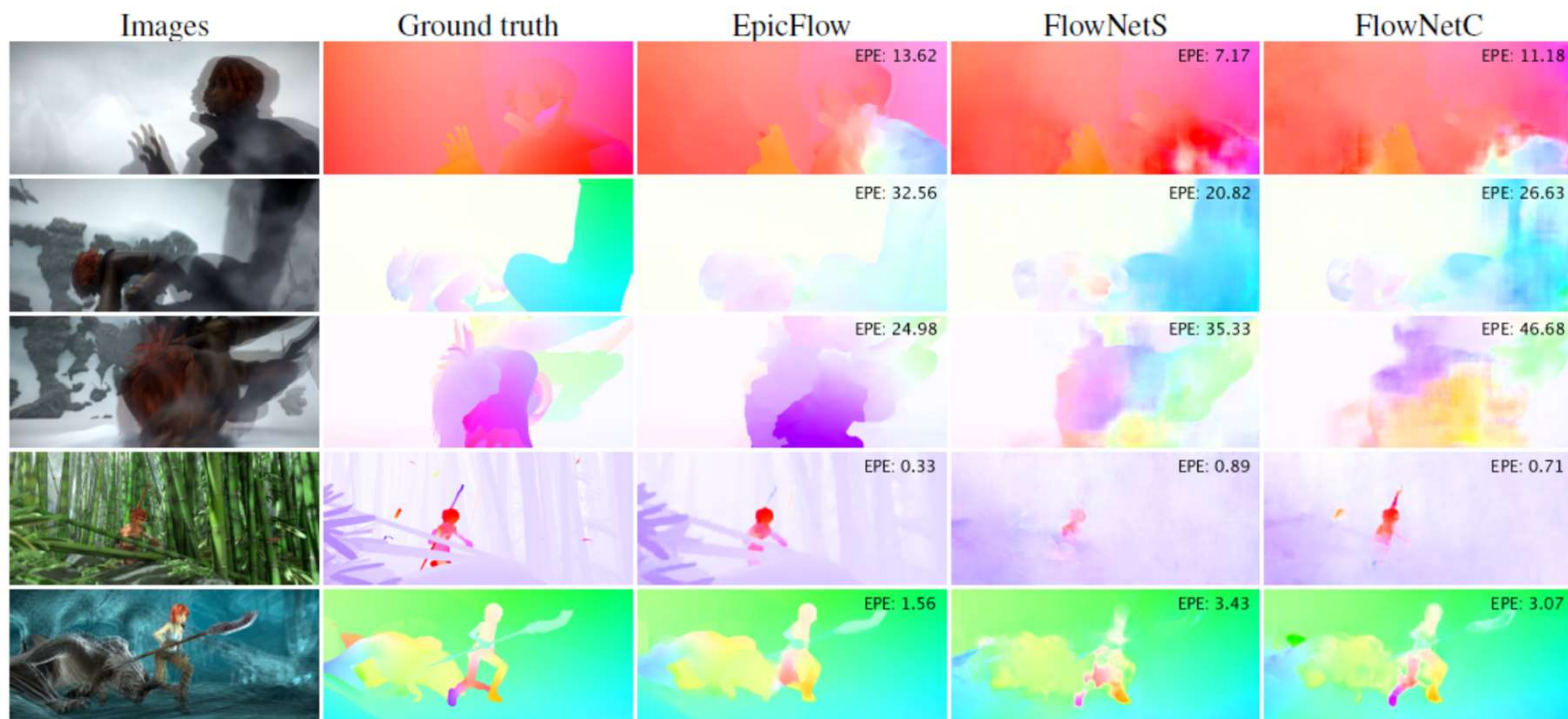 Images Ground truth EpicFlow FlowNetS FlowNetC
EPE: 13.62 EPE: 7.17 EPE: 11.18
EPE: 32.56 EPE: 20.82 EPE: 26.63
EPE: 24.98 EPE: 35.33 EPE: 46.68
EPE: 0.33 EPE: 0.89 EPE: 0.71
EPE: 1.56 EPE: 3.43 EPE: 3.07